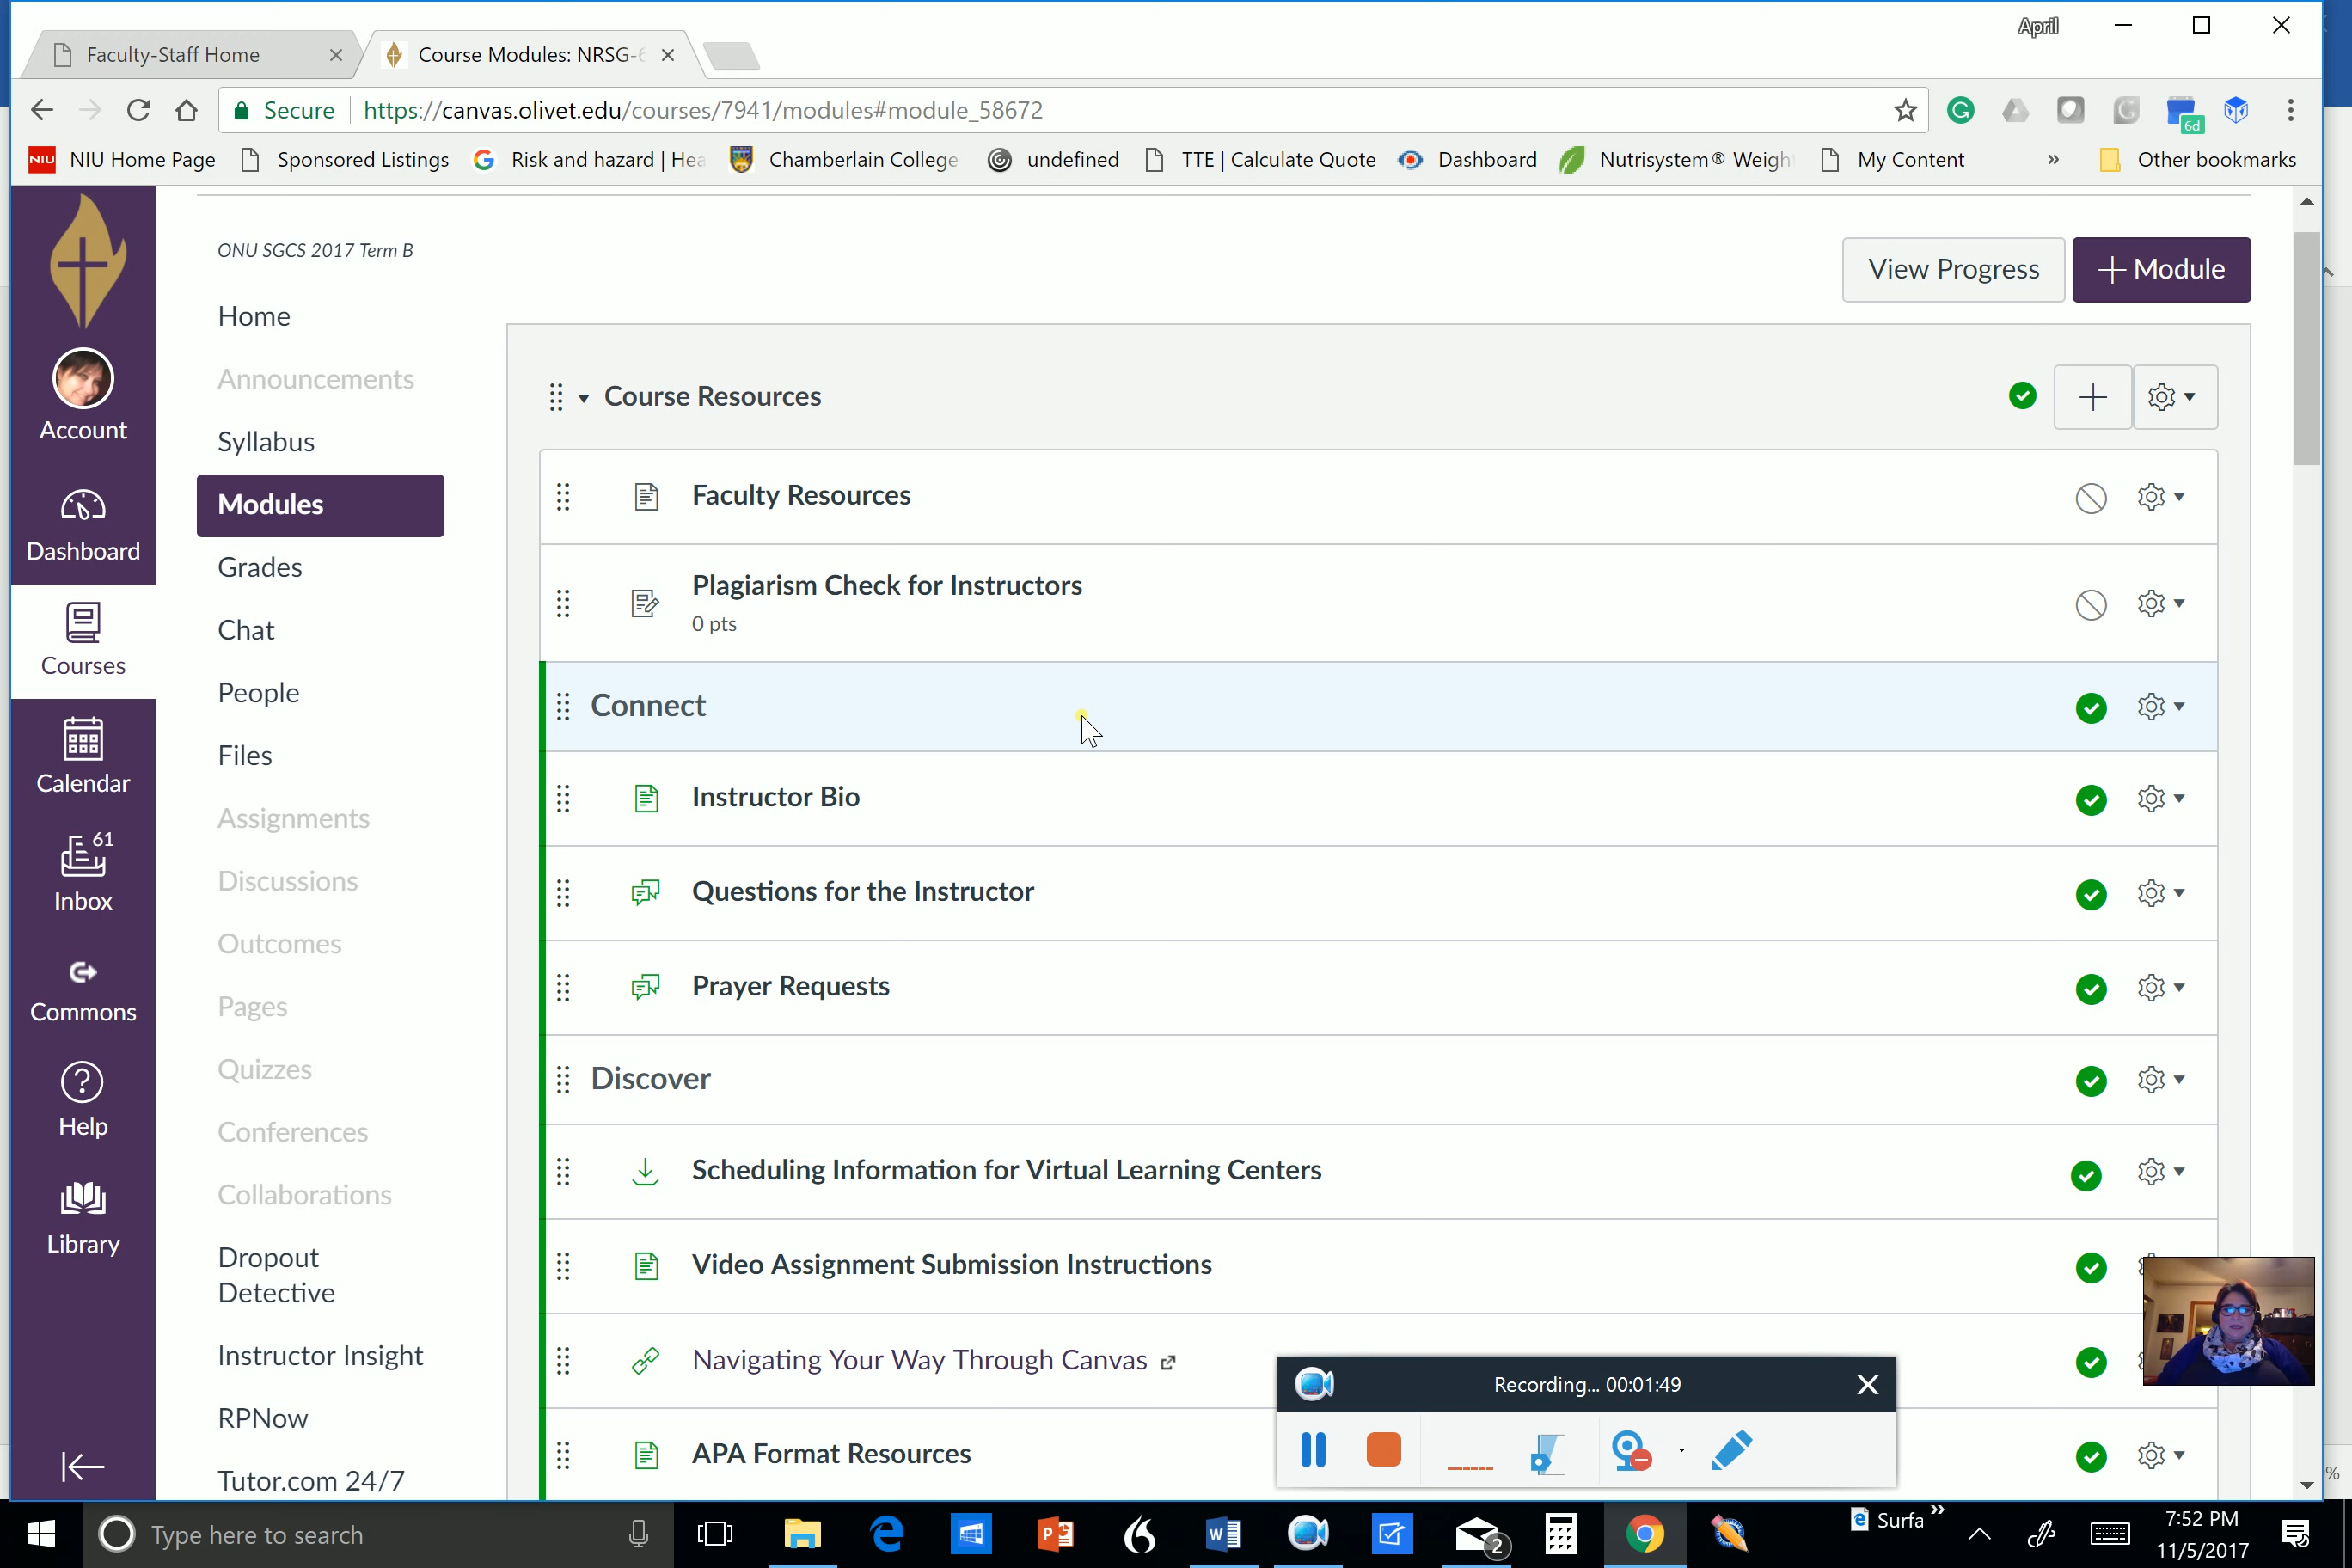 April
Faculty-Staff Home
Course Modules: NRSG-6
Secure
https://canvas.olivet.edu/courses/7941/modules#module_58672
6d
NIU
NIU Home Page
Sponsored Listings
Risk and hazard | Hea
Chamberlain College
undefined
TTE | Calculate Quote
Dashboard
Nutrisystem® Weigh
My Content
»
Other bookmarks
ONU SGCS 2017 Term B
View Progress
+ Module
Account
Dashboard
Courses
Calendar
61
Inbox
Commons
Help
Library
Home
Announcements
Syllabus
Modules
Grades
Chat
People
Files
Assignments
Discussions
Outcomes
Pages
Quizzes
Conferences
Collaborations
Dropout
Detective
Instructor Insight
RPNow
Tutor.com 24/7
Course Resources
Faculty Resources
Plagiarism Check for Instructors
0 pts
Connect
Instructor Bio
Questions for the Instructor
Prayer Requests
Discover
Scheduling Information for Virtual Learning Centers
Video Assignment Submission Instructions
Navigating Your Way Through Canvas
APA Format Resources
Recording... 00:01:49
Type here to search
2
Surfa
»
7:52 PM
11/5/2017